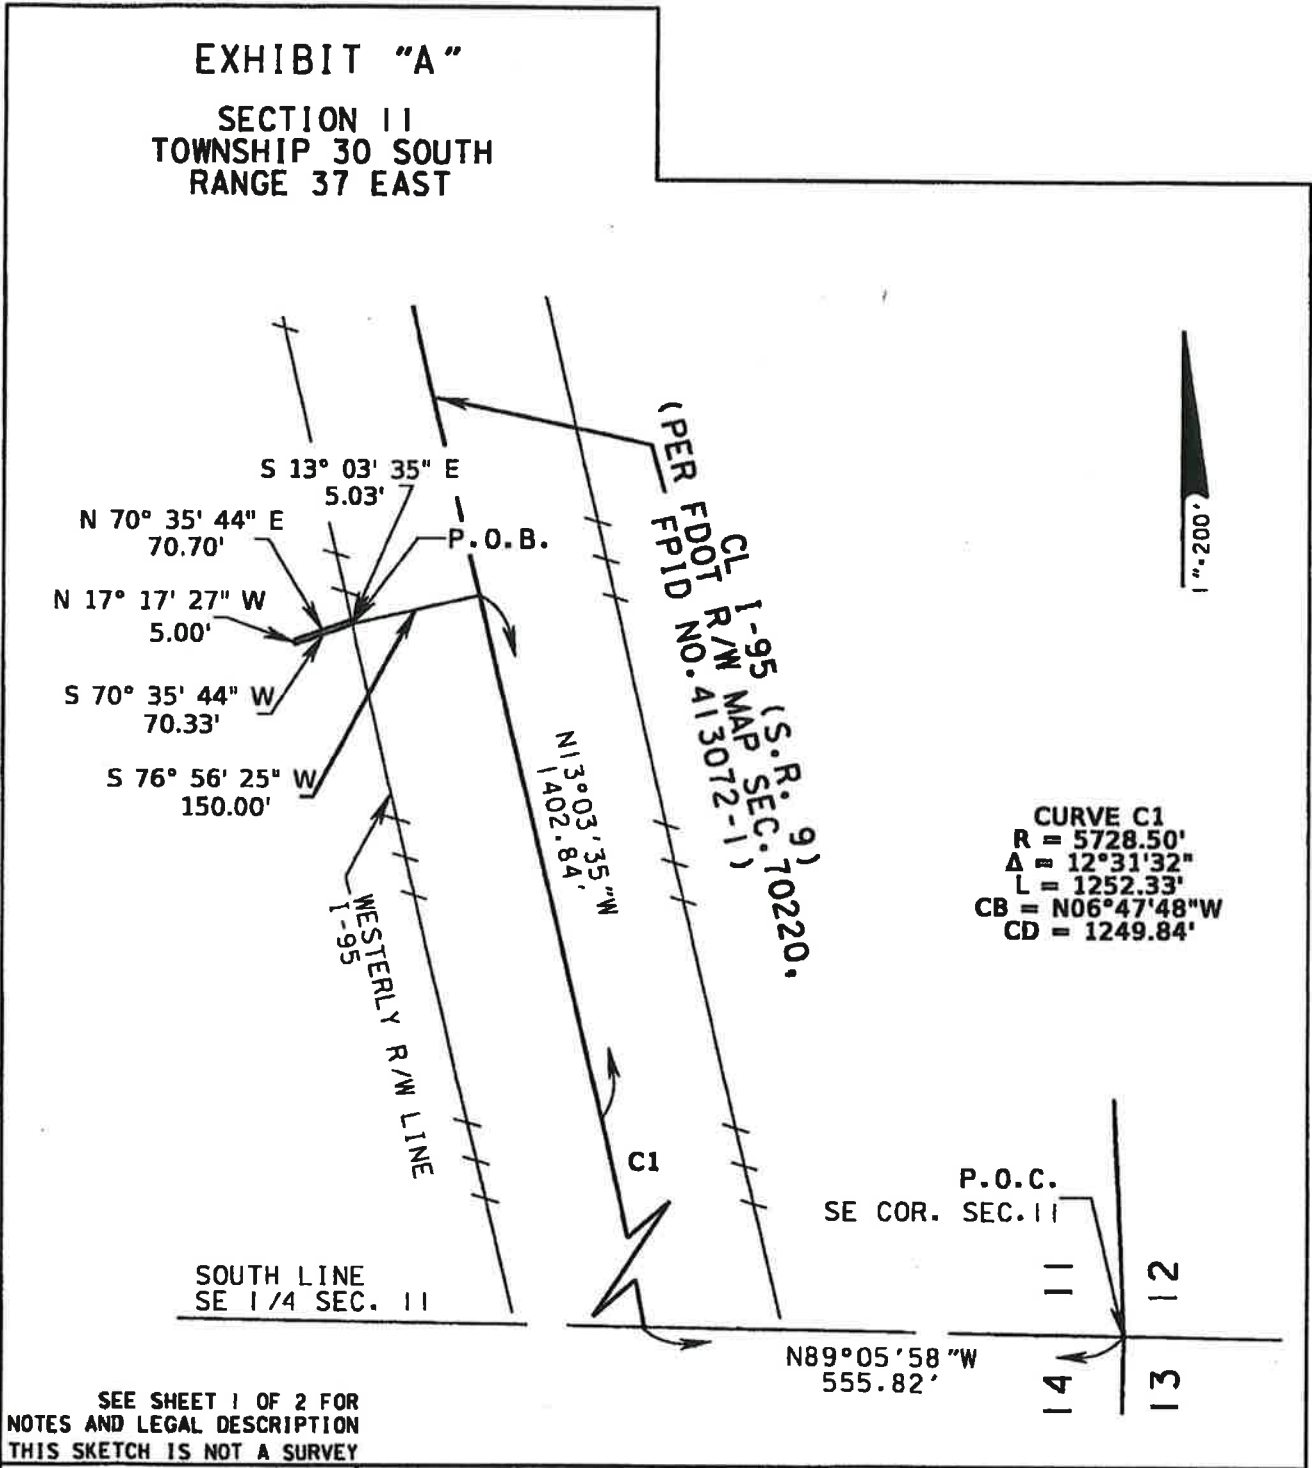 EXHIBIT "A"
SECTION 11
TOWNSHIP 30 SOUTH
RANGE 37 EAST
S 13° 03' 35" E
5.03'
N 70° 35' 44" E
70.70'
P.O.B.
N 17° 17' 27" W
5.00'
S 70° 35' 44" W
70.33'
S 76° 56' 25" W
150.00'
CL I-95 (S.R. 9)
(PER FDOT R/W MAP SEC. 70220,
FPID NO. 413072-1)
1"=200'
N13°03'35"W
1402.84'
CURVE C1
R = 5728.50'
Δ = 12°31'32"
L = 1252.33'
CB = N06°47'48"W
CD = 1249.84'
WESTERLY R/W LINE
I-95
C1
P.O.C.
SE COR. SEC. 11
SOUTH LINE
SE 1/4 SEC. 11
11
12
N89°05'58"W
555.82'
14
13
SEE SHEET 1 OF 2 FOR
NOTES AND LEGAL DESCRIPTION
THIS SKETCH IS NOT A SURVEY